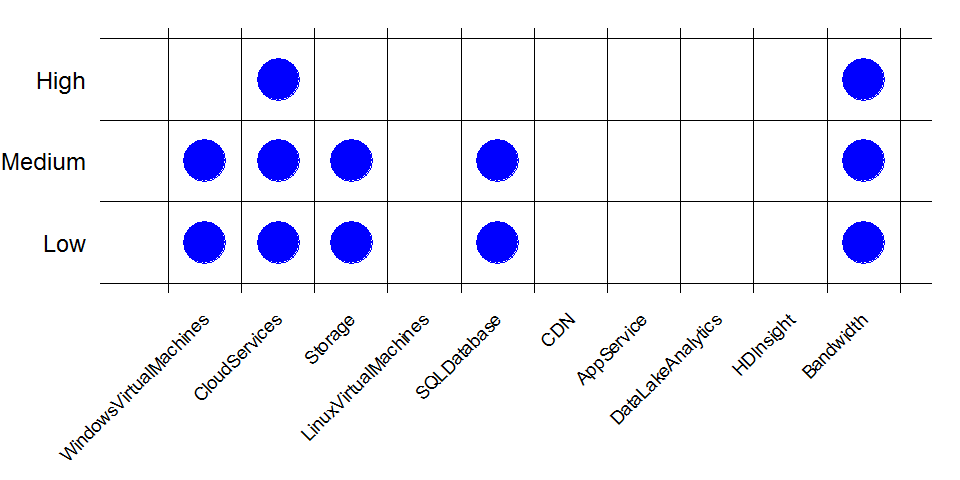 High
Medium
Low
WindowsVirtualMachines
CloudServices
Storage
LinuxVirtualMachines
SQLDatabase
CDN
AppService
DataLakeAnalytics
HDInsight
Bandwidth